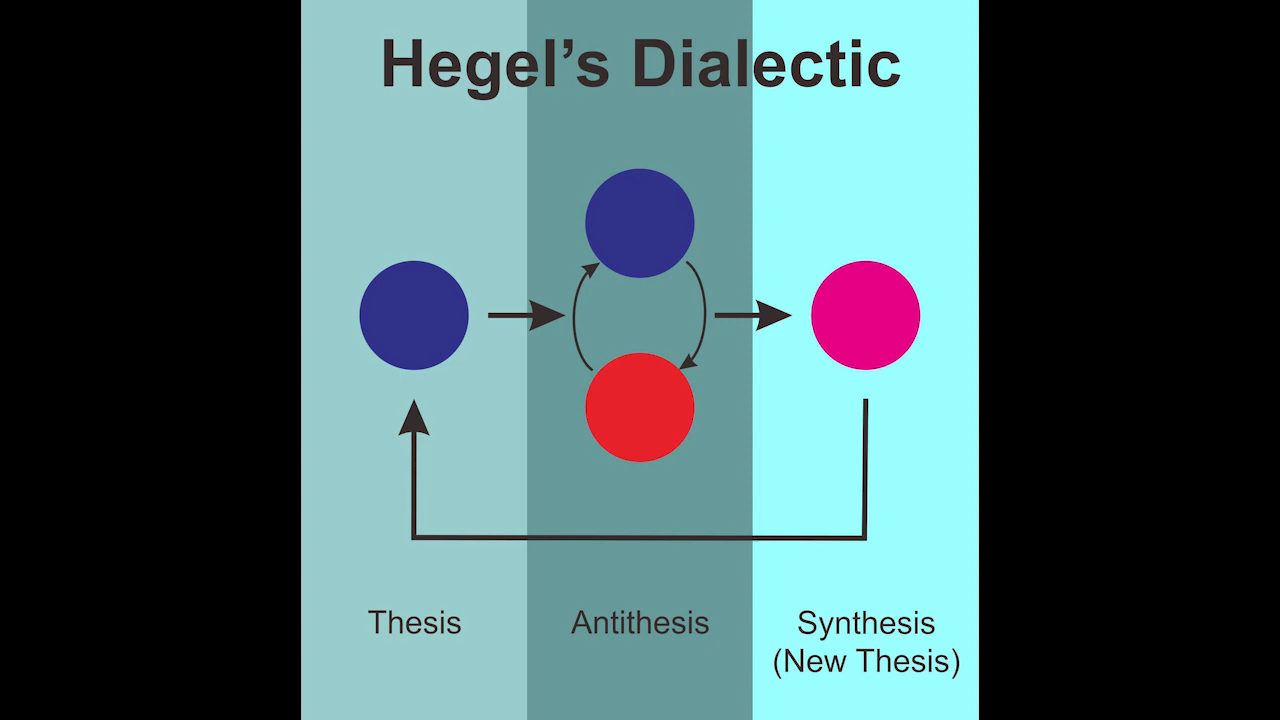 Hegel’s Dialectic
Thesis
Antithesis
Synthesis
(New Thesis)